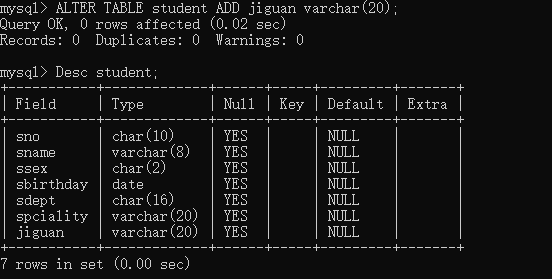 mysql> ALTER TABLE student ADD jiguan varchar(20);
Query OK, 0 rows affected (0.02 sec)
Records: 0  Duplicates: 0  Warnings: 0

mysql> Desc student;
+------------+-------------+------+-----+---------+-------+
| Field      | Type        | Null | Key | Default | Extra |
+------------+-------------+------+-----+---------+-------+
| sno        | char(10)    | YES  |     | NULL    |       |
| sname      | varchar(8)  | YES  |     | NULL    |       |
| ssex       | char(2)     | YES  |     | NULL    |       |
| sbirthday  | date        | YES  |     | NULL    |       |
| sdept      | char(16)    | YES  |     | NULL    |       |
| spciality  | varchar(20) | YES  |     | NULL    |       |
| jiguan     | varchar(20) | YES  |     | NULL    |       |
+------------+-------------+------+-----+---------+-------+
7 rows in set (0.00 sec)